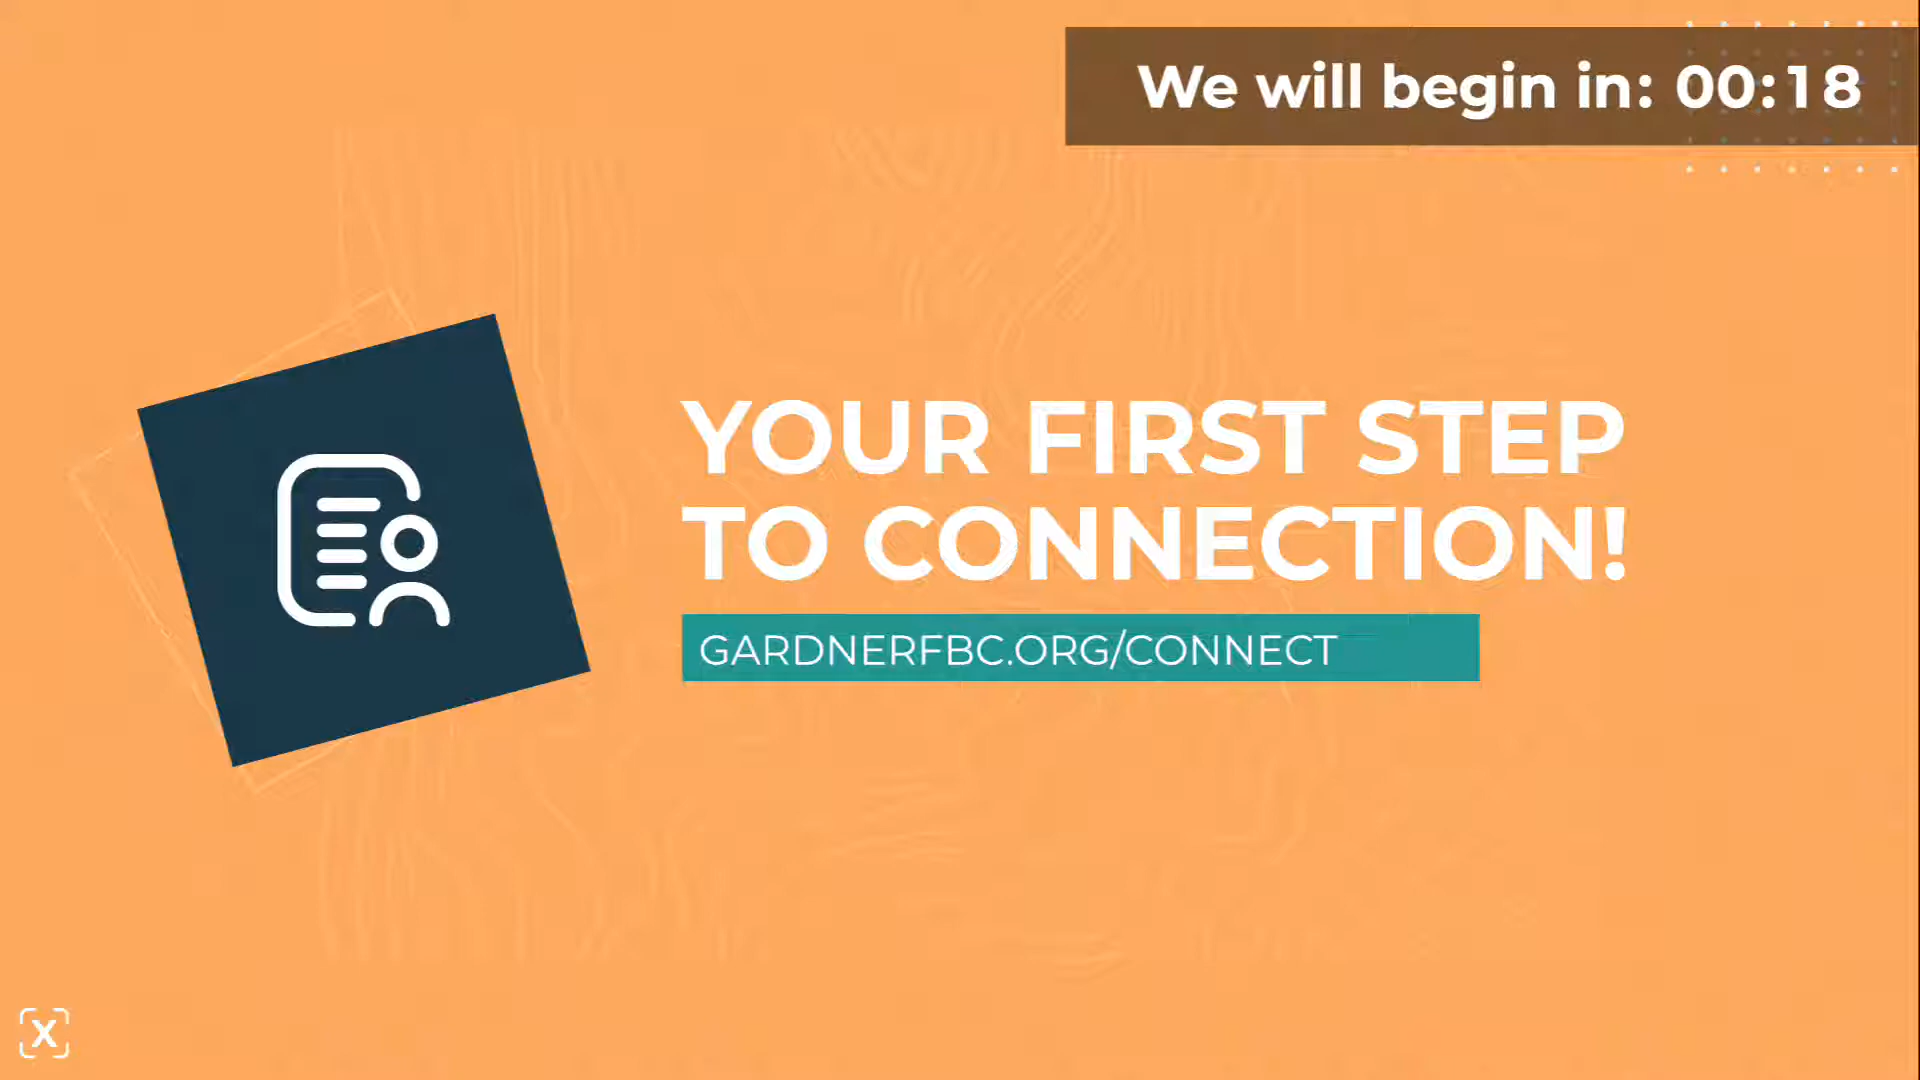 We will begin in: 00:18
YOUR FIRST STEP
TO CONNECTION!
GARDNERFBC.ORG/CONNECT
X